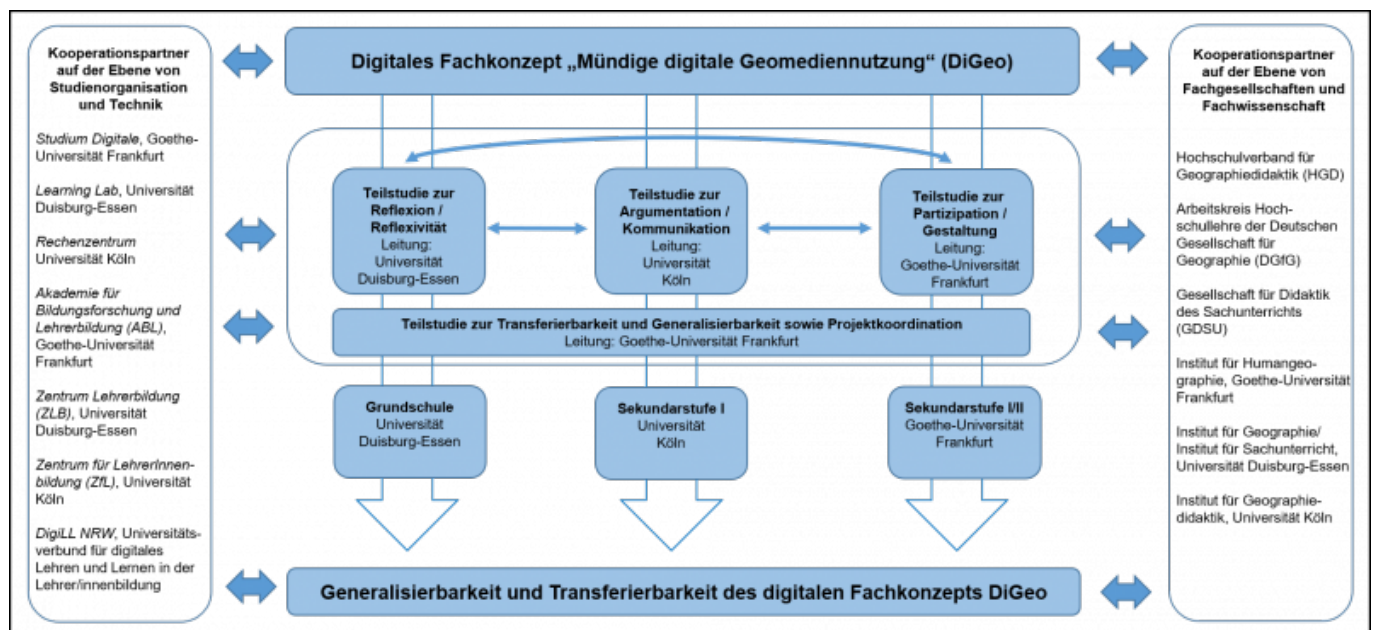 Kooperationspartner
auf der Ebene von
Studienorganisation
und Technik
Studium Digitale, Goethe-
Universität Frankfurt
Learning Lab, Universität
Duisburg-Essen
Rechenzentrum
Universität Köln
Akademie für
Bildungsforschung und
Lehrerbildung (ABL),
Goethe-Universität
Frankfurt
Zentrum Lehrerbildung
(ZLB), Universität
Duisburg-Essen
Zentrum für LehrerInnen-
bildung (ZfL), Universität
Köln
DigiLL NRW, Universitäts-
verbund für digitales
Lehren und Lernen in der
Lehrer/innenbildung
Digitales Fachkonzept „Mündige digitale Geomediennutzung“ (DiGeo)
Teilstudie zur
Reflexion /
Reflexivität
Leitung:
Universität
Duisburg-Essen
Teilstudie zur
Argumentation /
Kommunikation
Leitung:
Universität
Köln
Teilstudie zur
Partizipation /
Gestaltung
Leitung:
Goethe-Universität
Frankfurt
Teilstudie zur Transferierbarkeit und Generalisierbarkeit sowie Projektkoordination
Leitung: Goethe-Universität Frankfurt
Grundschule
Universität
Duisburg-Essen
Sekundarstufe I
Universität
Köln
Sekundarstufe I/II
Goethe-Universität
Frankfurt
Generalisierbarkeit und Transferierbarkeit des digitalen Fachkonzepts DiGeo
Kooperationspartner
auf der Ebene von
Fachgesellschaften und
Fachwissenschaft
Hochschulverband für
Geographiedidaktik (HGD)
Arbeitskreis Hoch-
schullehre der Deutschen
Gesellschaft für
Geographie (DGfG)
Gesellschaft für Didaktik
des Sachunterrichts
(GDSU)
Institut für Humangeo-
graphie, Goethe-Universität
Frankfurt
Institut für Geographie/
Institut für Sachunterricht,
Universität Duisburg-Essen
Institut für Geographie-
didaktik, Universität Köln